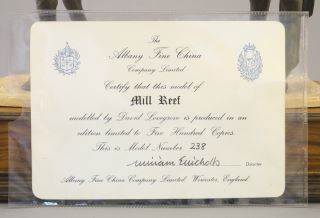 The
Albany Fine China
Company Limited
Certify that this model of
Mill Reef
modelled by David Lovegrove is produced in an
edition limited to Five Hundred Copies.
This is Model Number 238
Director
Albany Fine China Company Limited, Worcester, England.